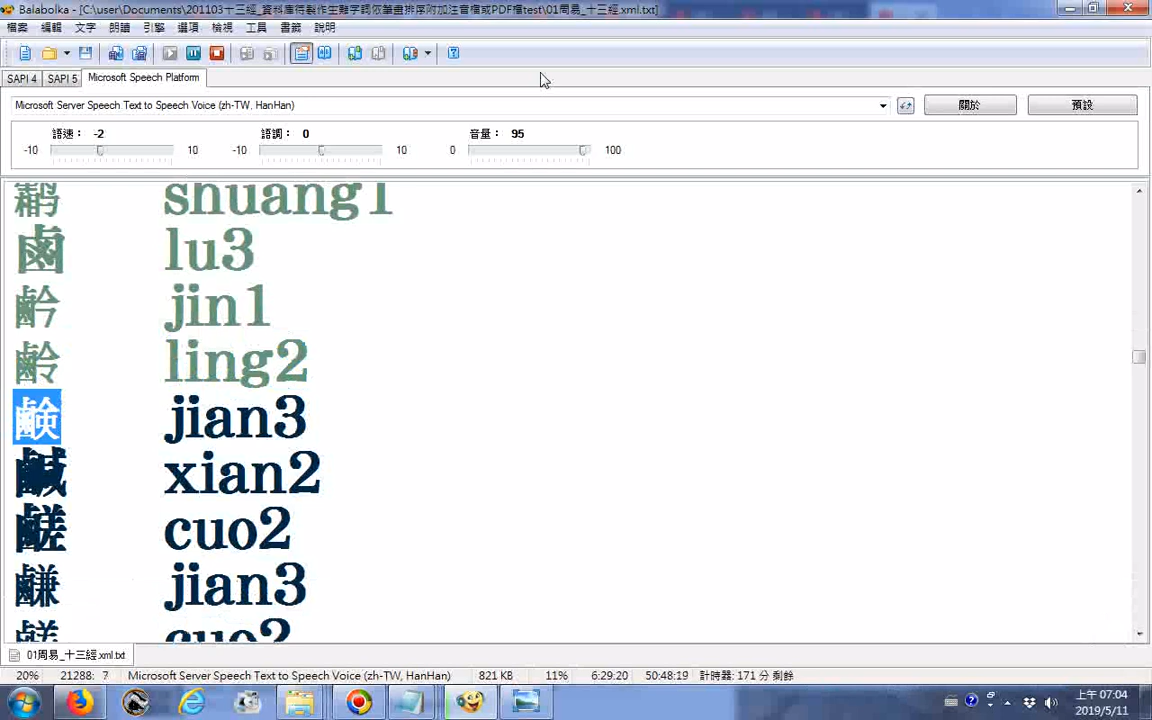 Balabolka - [C:\user\Documents\201103十三經_資料庫待製作生難字詞依筆畫排序附加注音檔或PDF檔test\01周易_十三經.xml.txt]
檔案 編輯 文字 朗讀 引擎 選項 檢視 工具 書籤 說明
SAPI 4 SAPI 5 Microsoft Speech Platform
Microsoft Server Speech Text to Speech Voice (zh-TW, HanHan) 關於 預設
語速： -2 語調： 0 音量： 95
-10 10 -10 10 0 100
鷫 shuang1
鹵 lu3
鹶 jin1
鹷 ling2
鹸 jian3
鹹 xian2
鹺 cuo2
鹻 jian3
cuo2
01周易_十三經.xml.txt
20% 21288: 7 Microsoft Server Speech Text to Speech Voice (zh-TW, HanHan) 821 KB 11% 6:29:20 50:48:19 計時器: 171 分 剩餘
上午 07:04
2019/5/11